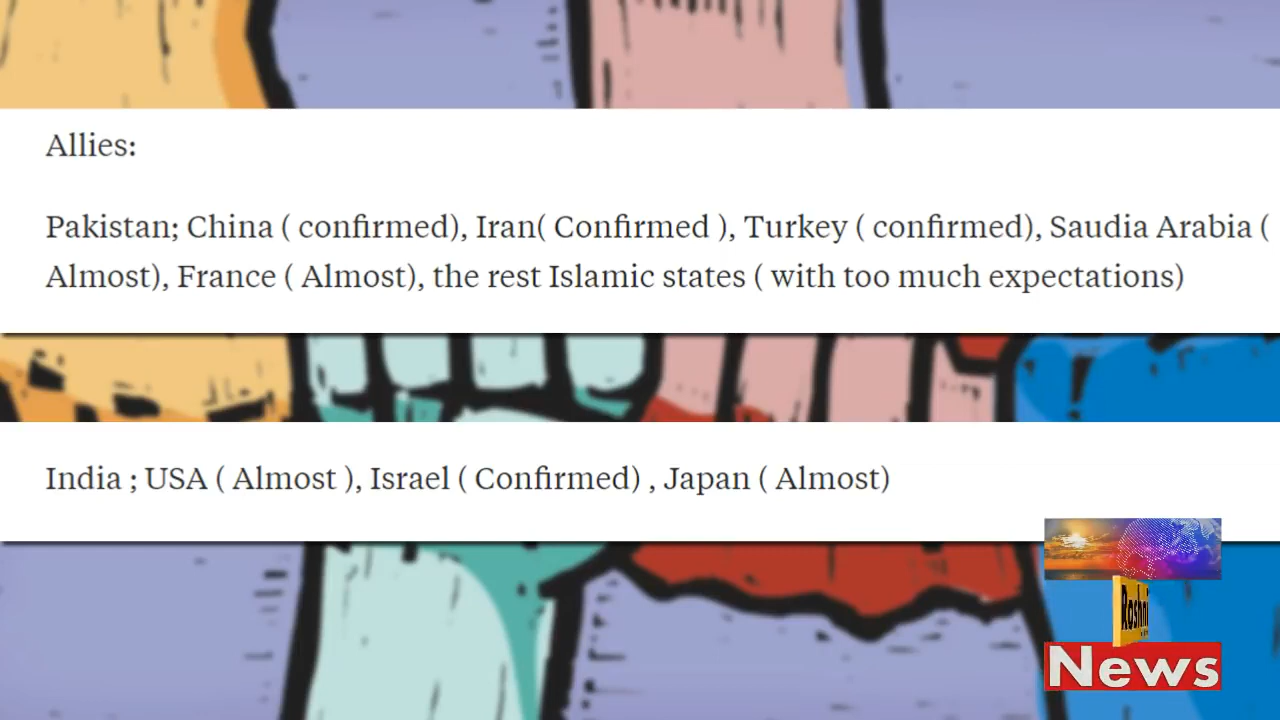 Allies:
Pakistan; China ( confirmed), Iran( Confirmed ), Turkey ( confirmed), Saudia Arabia (
Almost), France ( Almost), the rest Islamic states ( with too much expectations)
India ; USA ( Almost ), Israel ( Confirmed) , Japan ( Almost)
Roshni
News